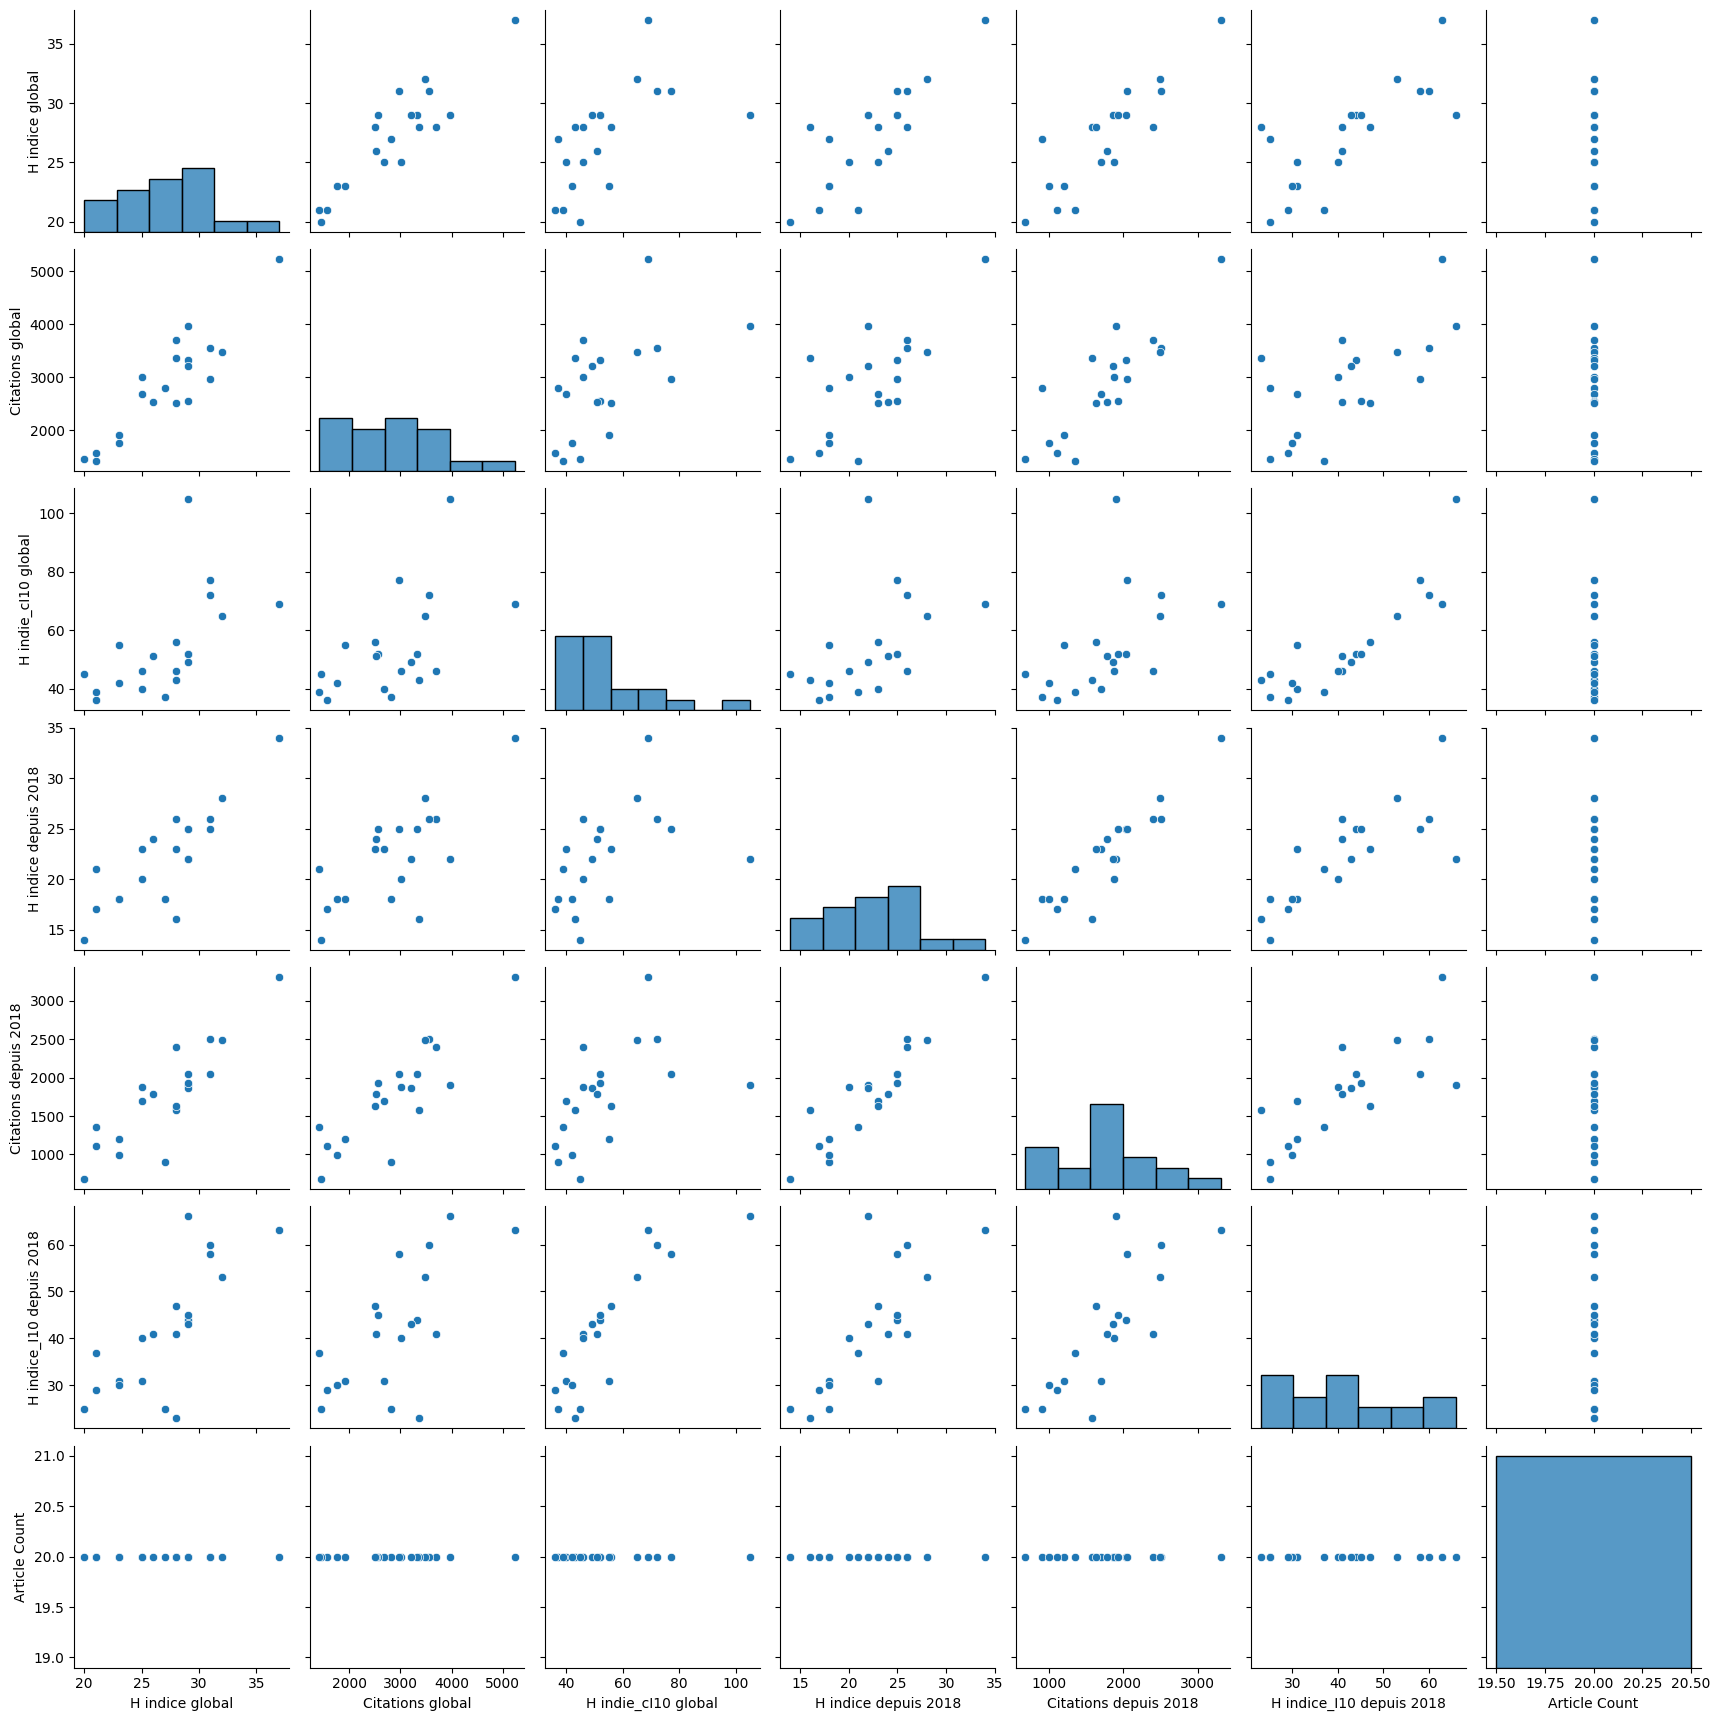 H indice global
35
30
25
20
Citations global
5000
4000
3000
2000
H indie_cI10 global
100
80
60
40
H indice depuis 2018
35
30
25
20
15
Citations depuis 2018
3000
2500
2000
1500
1000
H indice_I10 depuis 2018
60
50
40
30
Article Count
21.0
20.5
20.0
19.5
19.0
20 25 30 35
2000 3000 4000 5000
40 60 80 100
15 20 25 30 35
1000 2000 3000
30 40 50 60
19.50 19.75 20.00 20.25 20.50
H indice global
Citations global
H indie_cI10 global
H indice depuis 2018
Citations depuis 2018
H indice_I10 depuis 2018
Article Count